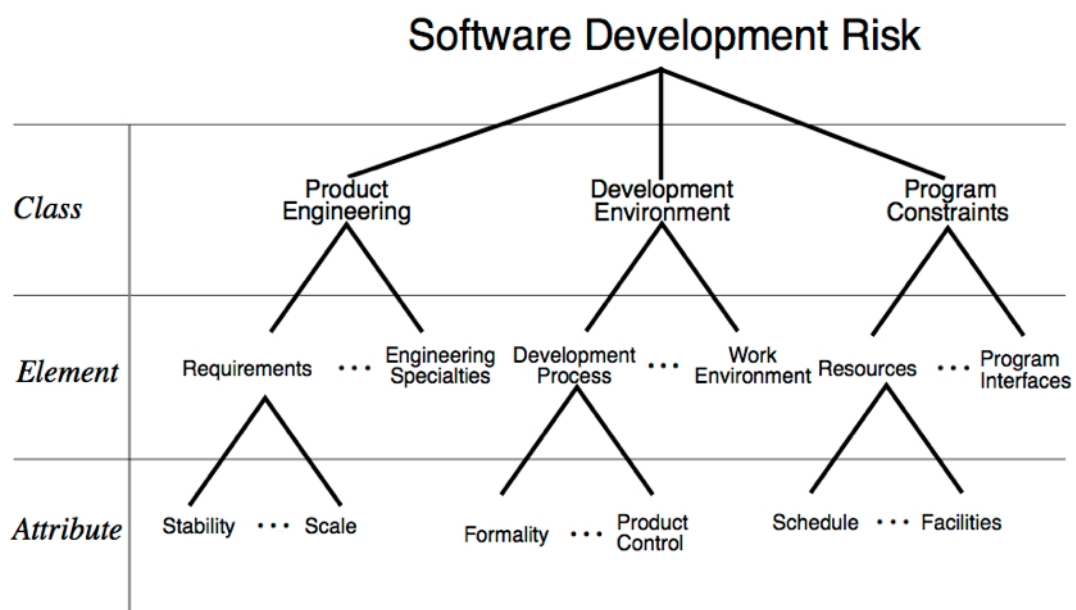 Software Development Risk
Class
Product
Engineering
Development
Environment
Program
Constraints
Element
Requirements
...
Engineering
Specialties
Development
Process
...
Work
Environment
Resources
...
Program
Interfaces
Attribute
Stability
...
Scale
Formality
...
Product
Control
Schedule
...
Facilities